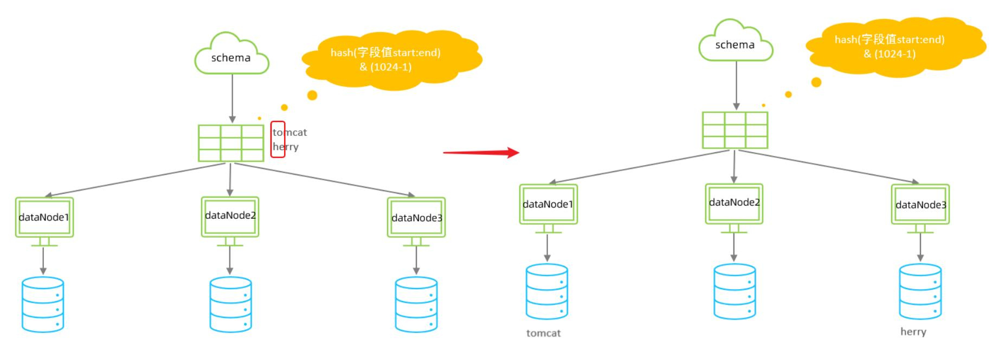 schema
hash(字段值start:end)
& (1024-1)
tomcat
herry
dataNode1
dataNode2
dataNode3
schema
hash(字段值start:end)
& (1024-1)
dataNode1
dataNode2
dataNode3
tomcat
herry